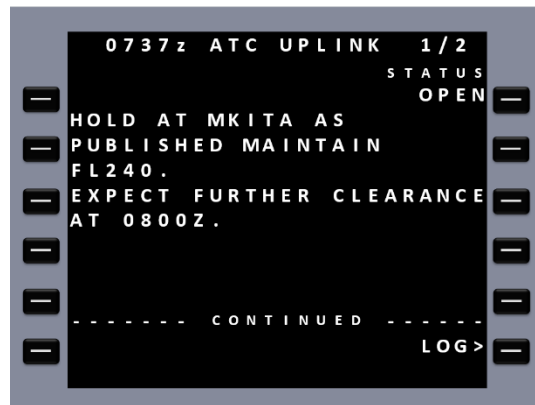 0737z ATC UPLINK 1/2
STATUS
OPEN
HOLD AT MKITA AS
PUBLISHED MAINTAIN
FL240.
EXPECT FURTHER CLEARANCE
AT 0800Z.
------- CONTINUED ------
LOG>